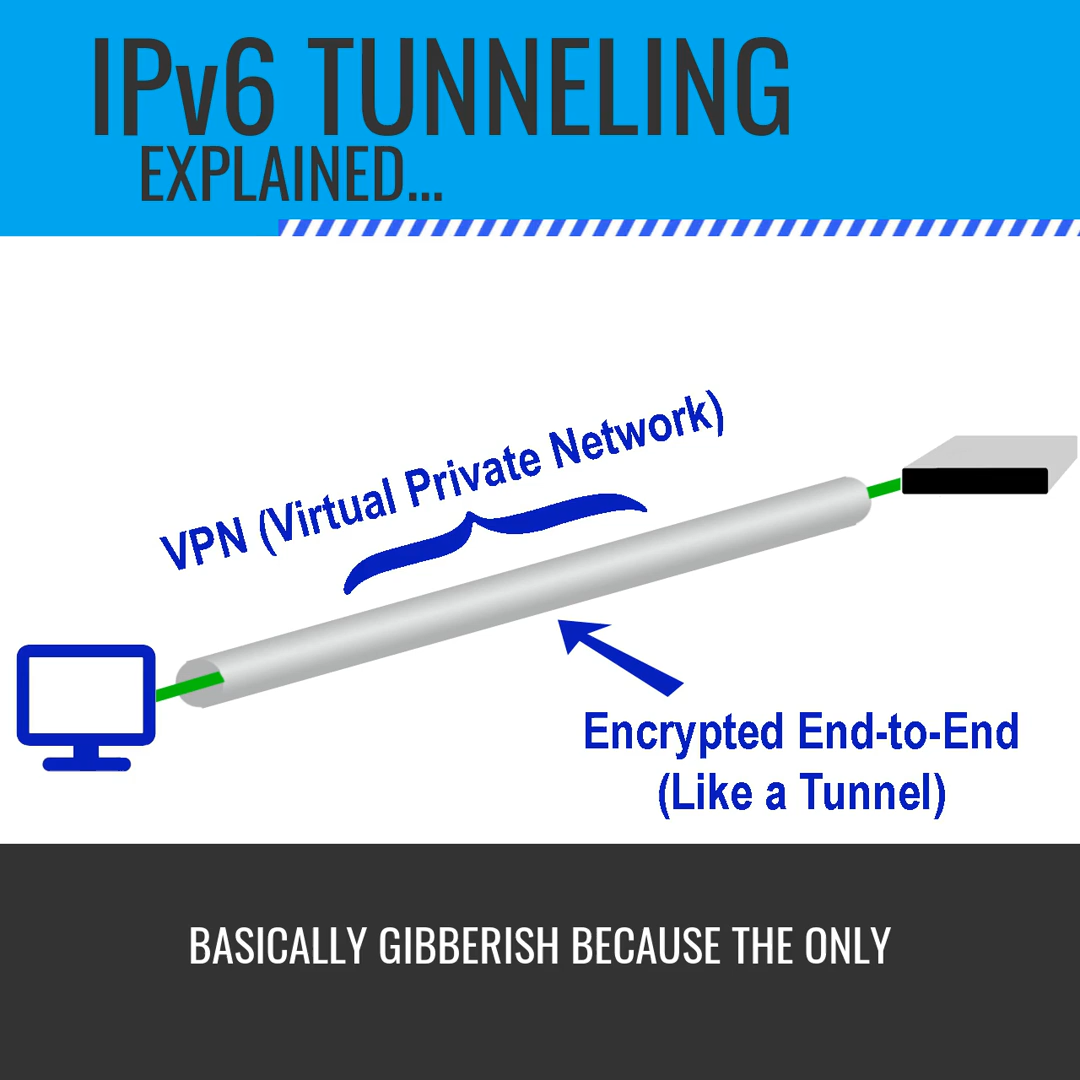 IPv6 TUNNELING
EXPLAINED...
VPN (Virtual Private Network)
Encrypted End-to-End
(Like a Tunnel)
BASICALLY GIBBERISH BECAUSE THE ONLY